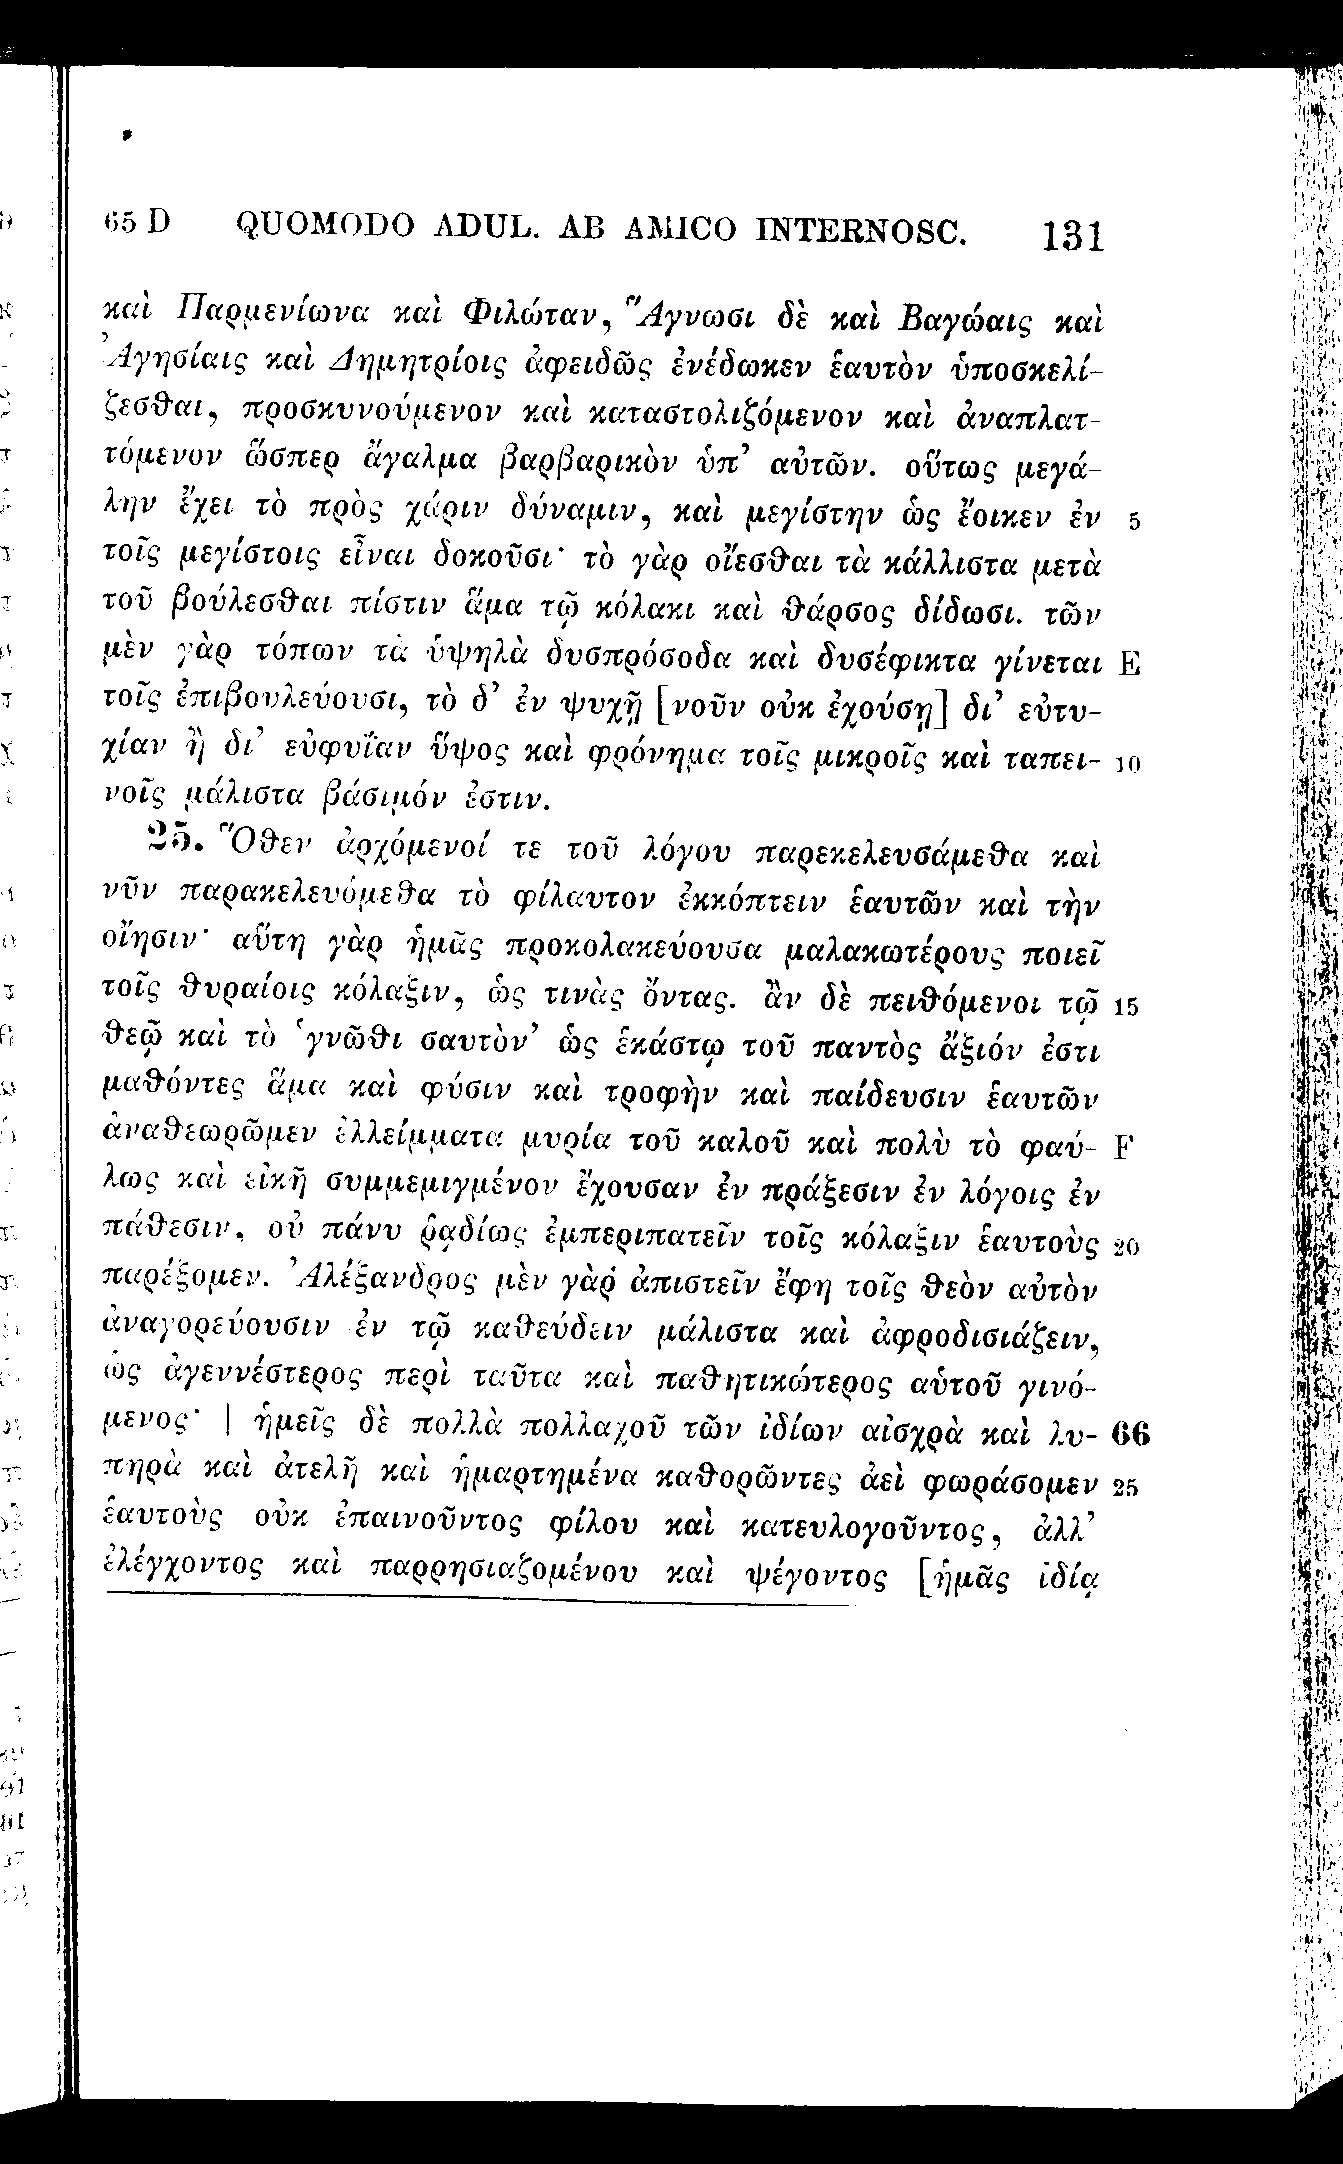 65 D QUOMODO ADUL. AB AMICO INTERNOSC. 131
καὶ Παρμενίωνα καὶ Φιλώταν, Ἅγνωσι δὲ καὶ Βαγώαις καὶ
Ἀγησίαις καὶ Δημητρίοις ἀφειδῶς ἐνέδωκεν ἑαυτὸν ὑποσκελί-
ζεσθαι, προσκυνούμενον καὶ καταστολιζόμενον καὶ ἀναπλατ-
τόμενον ὥσπερ ἄγαλμα βαρβαρικὸν ὑπ’ αὐτῶν. οὕτως μεγά-
λην ἔχει τὸ πρὸς χάριν δύναμιν, καὶ μεγίστην ὡς ἔοικεν ἐν 5
τοῖς μεγίστοις εἶναι δοκοῦσι· τὸ γὰρ οἴεσθαι τὰ κάλλιστα μετὰ
τοῦ βούλεσθαι πίστιν ἅμα τῷ κόλακι καὶ θάρσος δίδωσι. τῶν
μὲν γὰρ τόπων τὰ ὑψηλὰ δυσπρόσοδα καὶ δυσέφικτα γίνεται E
τοῖς ἐπιβουλεύουσι, τὸ δ’ ἐν ψυχῇ [νοῦν οὐκ ἐχούσῃ] δι’ εὐτυ-
χίαν ἢ δι’ εὐφυΐαν ὕψος καὶ φρόνημα τοῖς μικροῖς καὶ ταπει- 10
νοῖς μάλιστα βάσιμόν ἐστιν.
25. Ὅθεν ἀρχόμενοί τε τοῦ λόγου παρεκελευσάμεθα καὶ
νῦν παρακελευόμεθα τὸ φίλαυτον ἐκκόπτειν ἑαυτῶν καὶ τὴν
οἴησιν· αὕτη γὰρ ἡμᾶς προκολακεύουσα μαλακωτέρους ποιεῖ
τοῖς θυραίοις κόλαξιν, ὡς τινὰς ὄντας. ἂν δὲ πειθόμενοι τῷ 15
θεῷ καὶ τὸ ‘γνῶθι σαυτὸν’ ὡς ἑκάστῳ τοῦ παντὸς ἄξιόν ἐστι
μαθόντες ἅμα καὶ φύσιν καὶ τροφὴν καὶ παίδευσιν ἑαυτῶν
ἀναθεωρῶμεν ἐλλείμματα μυρία τοῦ καλοῦ καὶ πολὺ τὸ φαύ- F
λως καὶ εἰκῆ συμμεμιγμένον ἔχουσαν ἐν πράξεσιν ἐν λόγοις ἐν
πάθεσιν, οὐ πάνυ ῥᾳδίως ἐμπεριπατεῖν τοῖς κόλαξιν ἑαυτοὺς 20
παρέξομεν. Ἀλέξανδρος μὲν γὰρ ἀπιστεῖν ἔφη τοῖς θεὸν αὐτὸν
ἀναγορεύουσιν ἐν τῷ καθεύδειν μάλιστα καὶ ἀφροδισιάζειν,
ὡς ἀγεννέστερος περὶ ταῦτα καὶ παθητικώτερος αὑτοῦ γινό-
μενος· | ἡμεῖς δὲ πολλὰ πολλαχοῦ τῶν ἰδίων αἰσχρὰ καὶ λυ- 66
πηρὰ καὶ ἀτελῆ καὶ ἡμαρτημένα καθορῶντες ἀεὶ φωράσομεν 25
ἑαυτοὺς οὐκ ἐπαινοῦντος φίλου καὶ κατευλογοῦντος, ἀλλ’
ἐλέγχοντος καὶ παρρησιαζομένου καὶ ψέγοντος [ἡμᾶς ἰδίᾳ